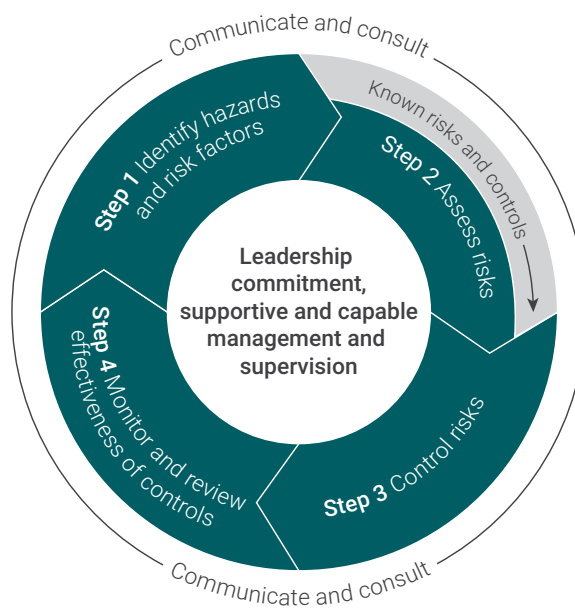 Communicate and consult
Step 1 Identify hazards
and risk factors
Known risks and controls
Step 2 Assess risks
Leadership
commitment,
supportive and capable
management and
supervision
Step 3 Control risks
Step 4 Monitor and review
effectiveness of controls
Communicate and consult